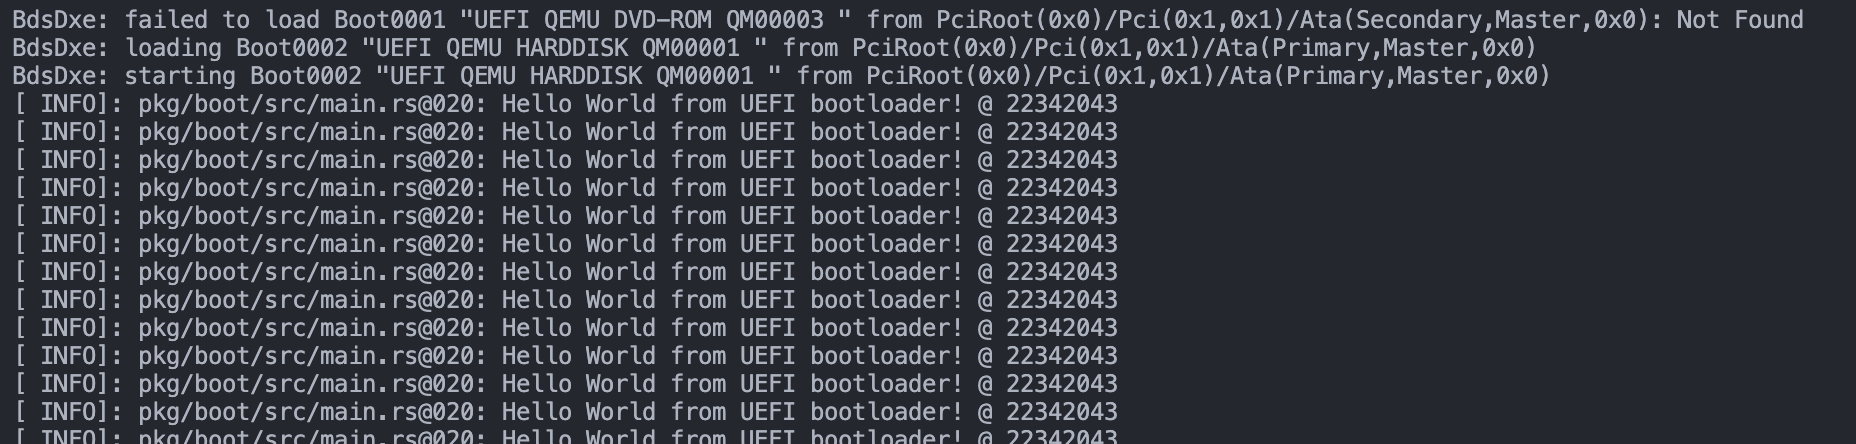 BdsDxe: failed to load Boot0001 "UEFI QEMU DVD-ROM QM00003 " from PciRoot(0x0)/Pci(0x1,0x1)/Ata(Secondary,Master,0x0): Not Found
BdsDxe: loading Boot0002 "UEFI QEMU HARDDISK QM00001 " from PciRoot(0x0)/Pci(0x1,0x1)/Ata(Primary,Master,0x0)
BdsDxe: starting Boot0002 "UEFI QEMU HARDDISK QM00001 " from PciRoot(0x0)/Pci(0x1,0x1)/Ata(Primary,Master,0x0)
[ INFO]: pkg/boot/src/main.rs@020: Hello World from UEFI bootloader! @ 22342043
[ INFO]: pkg/boot/src/main.rs@020: Hello World from UEFI bootloader! @ 22342043
[ INFO]: pkg/boot/src/main.rs@020: Hello World from UEFI bootloader! @ 22342043
[ INFO]: pkg/boot/src/main.rs@020: Hello World from UEFI bootloader! @ 22342043
[ INFO]: pkg/boot/src/main.rs@020: Hello World from UEFI bootloader! @ 22342043
[ INFO]: pkg/boot/src/main.rs@020: Hello World from UEFI bootloader! @ 22342043
[ INFO]: pkg/boot/src/main.rs@020: Hello World from UEFI bootloader! @ 22342043
[ INFO]: pkg/boot/src/main.rs@020: Hello World from UEFI bootloader! @ 22342043
[ INFO]: pkg/boot/src/main.rs@020: Hello World from UEFI bootloader! @ 22342043
[ INFO]: pkg/boot/src/main.rs@020: Hello World from UEFI bootloader! @ 22342043
[ INFO]: pkg/boot/src/main.rs@020: Hello World from UEFI bootloader! @ 22342043
[ INFO]: pkg/boot/src/main.rs@020: Hello World from UEFI bootloader! @ 22342043
[ INFO]: pkg/boot/src/main.rs@020: Hello World from UEFI bootloader! @ 22342043